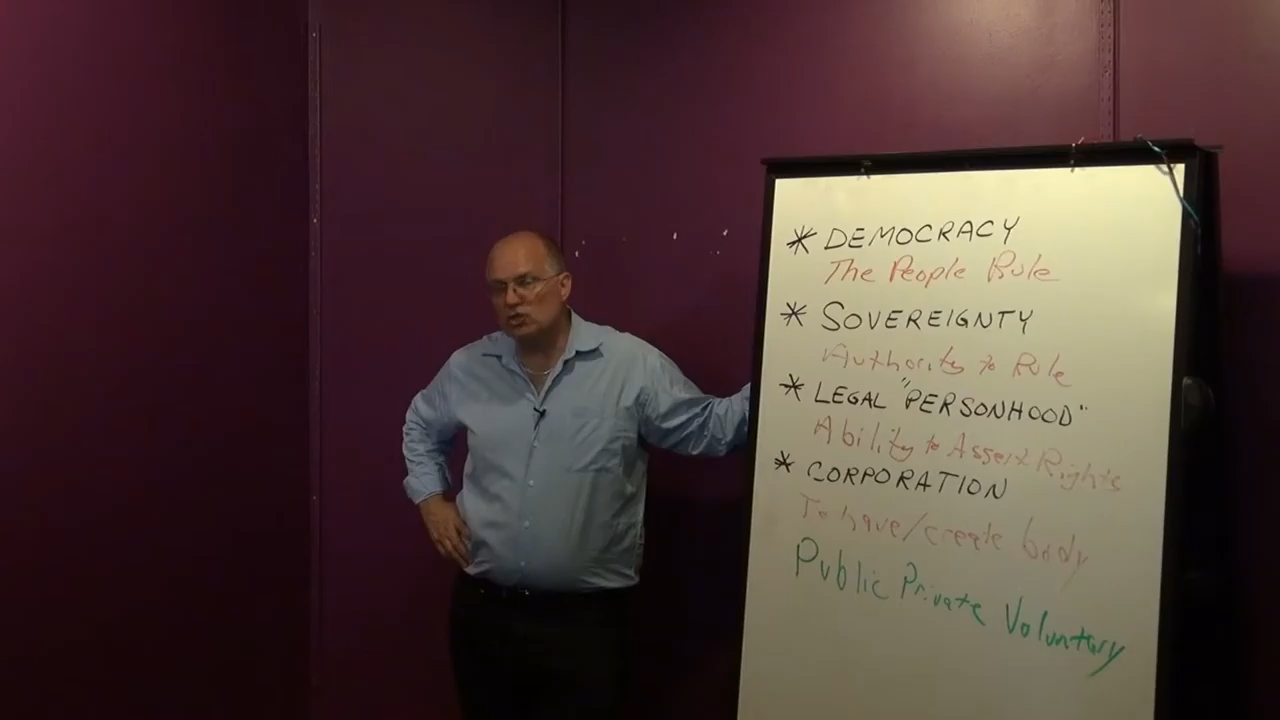 * DEMOCRACY
The People Rule
* SOVEREIGNTY
Authority to Rule
* LEGAL "PERSONHOOD"
Ability to Assert Rights
* CORPORATION
To have/create body
Public Private Voluntary